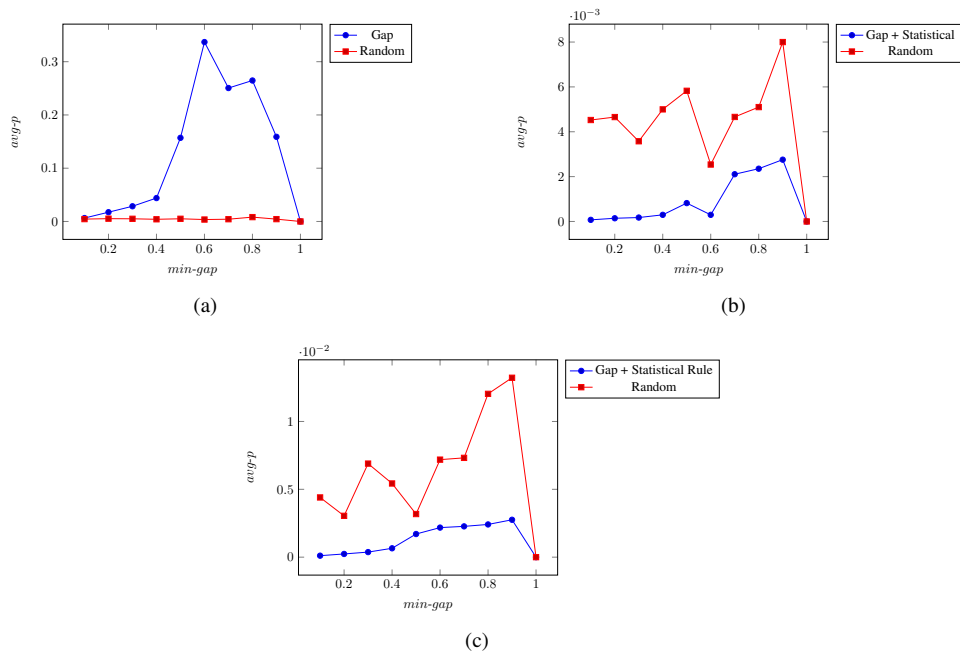 Gap
Random
0.3
0.2
0.1
0
avg-p
0.2 0.4 0.6 0.8 1
min-gap
(a)
·10−3
Gap + Statistical
Random
8
6
4
2
0
avg-p
0.2 0.4 0.6 0.8 1
min-gap
(b)
·10−2
Gap + Statistical Rule
Random
1
0.5
0
avg-p
0.2 0.4 0.6 0.8 1
min-gap
(c)